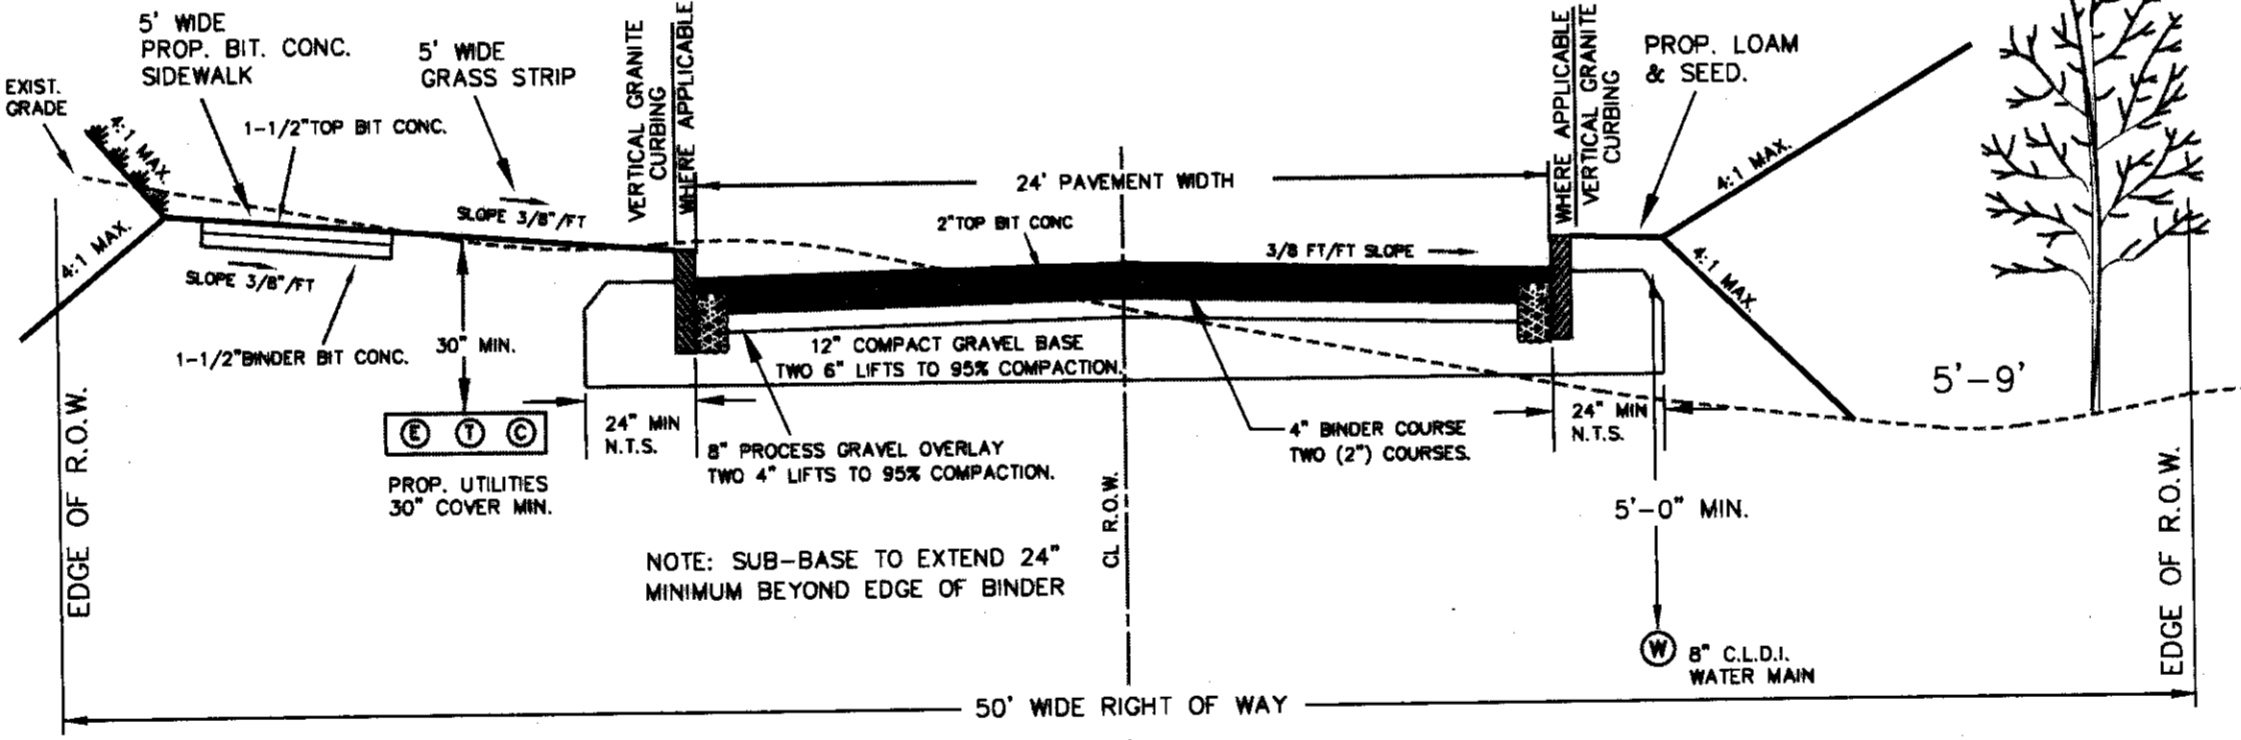 5' WIDE
PROP. BIT. CONC.
SIDEWALK
5' WIDE
GRASS STRIP
EXIST.
GRADE
4:1 MAX.
1-1/2"TOP BIT CONC.
VERTICAL GRANITE
CURBING
WHERE APPLICABLE
WHERE APPLICABLE
VERTICAL GRANITE
CURBING
PROP. LOAM
& SEED.
24' PAVEMENT WIDTH
4:1 MAX.
SLOPE 3/8"/FT
2"TOP BIT CONC
3/8 FT/FT SLOPE
4:1 MAX.
SLOPE 3/8"/FT
4:1 MAX.
1-1/2"BINDER BIT CONC.
30" MIN.
12" COMPACT GRAVEL BASE
TWO 6" LIFTS TO 95% COMPACTION.
5'-9'
E T C
24" MIN
N.T.S.
8" PROCESS GRAVEL OVERLAY
TWO 4" LIFTS TO 95% COMPACTION.
4" BINDER COURSE
TWO (2") COURSES.
24" MIN
N.T.S.
PROP. UTILITIES
30" COVER MIN.
EDGE OF R.O.W.
CL R.O.W.
5'-0" MIN.
EDGE OF R.O.W.
NOTE: SUB-BASE TO EXTEND 24"
MINIMUM BEYOND EDGE OF BINDER
W
8" C.L.D.I.
WATER MAIN
50' WIDE RIGHT OF WAY